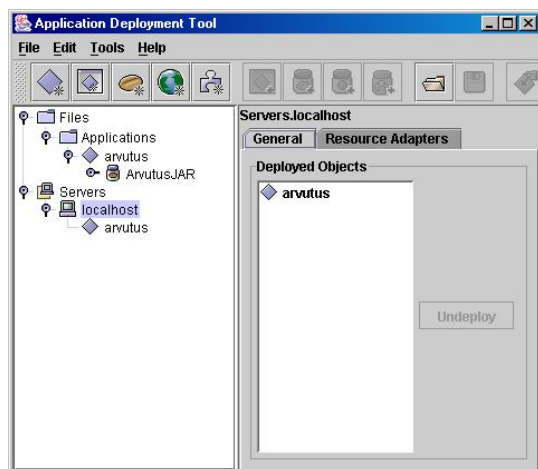 Application Deployment Tool
File Edit Tools Help
Files
Applications
arvutus
ArvutusJAR
Servers
localhost
arvutus
Servers.localhost
General Resource Adapters
Deployed Objects
arvutus
Undeploy